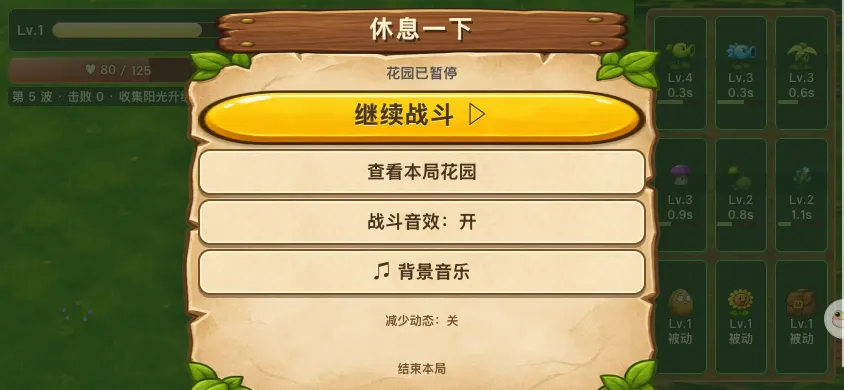 休息一下
花园已暂停
继续战斗 ▷
查看本局花园
战斗音效：开
♫ 背景音乐
减少动态：关
结束本局
Lv.1
♥ 80 / 125
第 5 波 · 击败 0 · 收集阳光升
Lv.4
0.3s
Lv.3
0.3s
Lv.3
0.6s
Lv.3
0.9s
Lv.2
0.8s
Lv.2
1.1s
Lv.1
被动
Lv.1
被动
Lv.1
被动